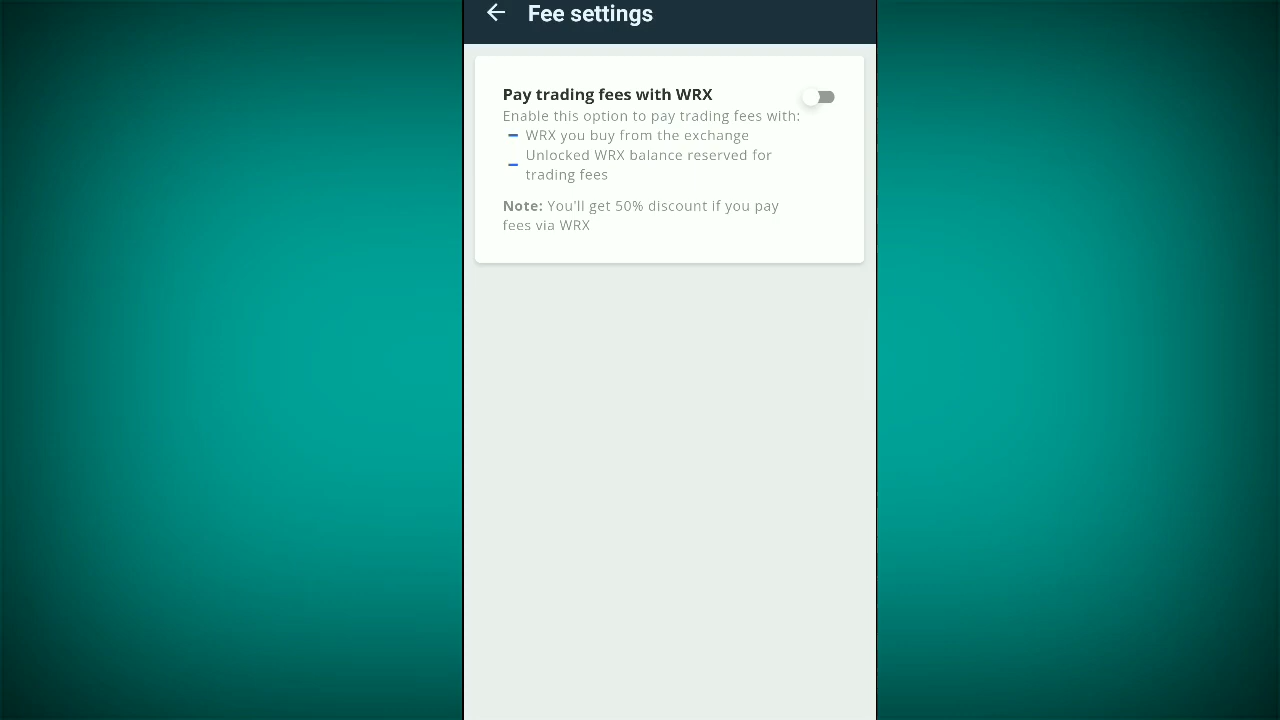 Fee settings
Pay trading fees with WRX
Enable this option to pay trading fees with:
WRX you buy from the exchange
Unlocked WRX balance reserved for
trading fees
Note: You'll get 50% discount if you pay
fees via WRX